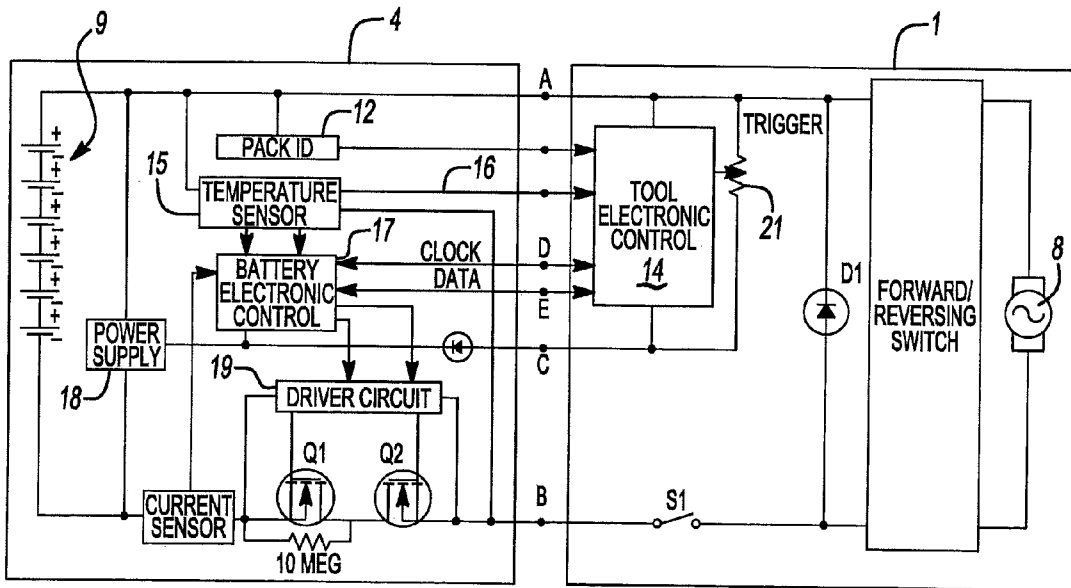 9
4
1
A
12
PACK ID
TRIGGER
15
TEMPERATURE
SENSOR
16
TOOL
ELECTRONIC
CONTROL
14
21
17
CLOCK
D
BATTERY
ELECTRONIC
CONTROL
DATA
E
D1
8
FORWARD/
REVERSING
SWITCH
POWER
SUPPLY
C
18
19
DRIVER CIRCUIT
Q1
Q2
B
S1
CURRENT
SENSOR
10 MEG
+
-
+
-
+
-
+
-
+
-
+
-